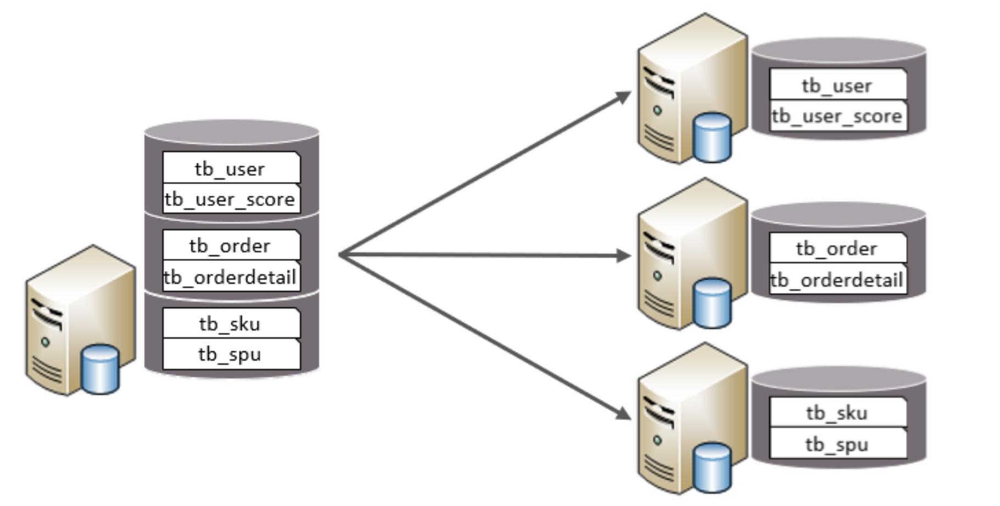 tb_user
tb_user_score
tb_order
tb_orderdetail
tb_sku
tb_spu
tb_user
tb_user_score
tb_order
tb_orderdetail
tb_sku
tb_spu